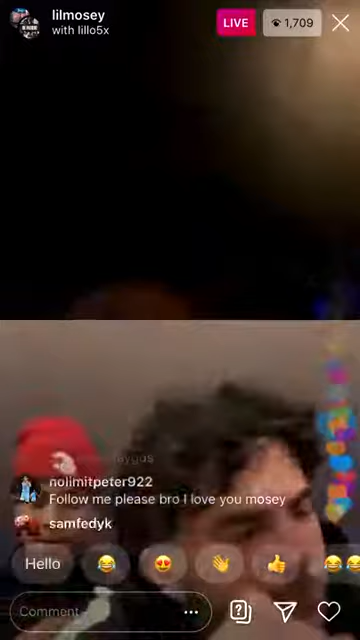 lilmosey
with lillo5x
LIVE
1,709
nolimitpeter922
Follow me please bro I love you mosey
samfedyk
Hello
Comment